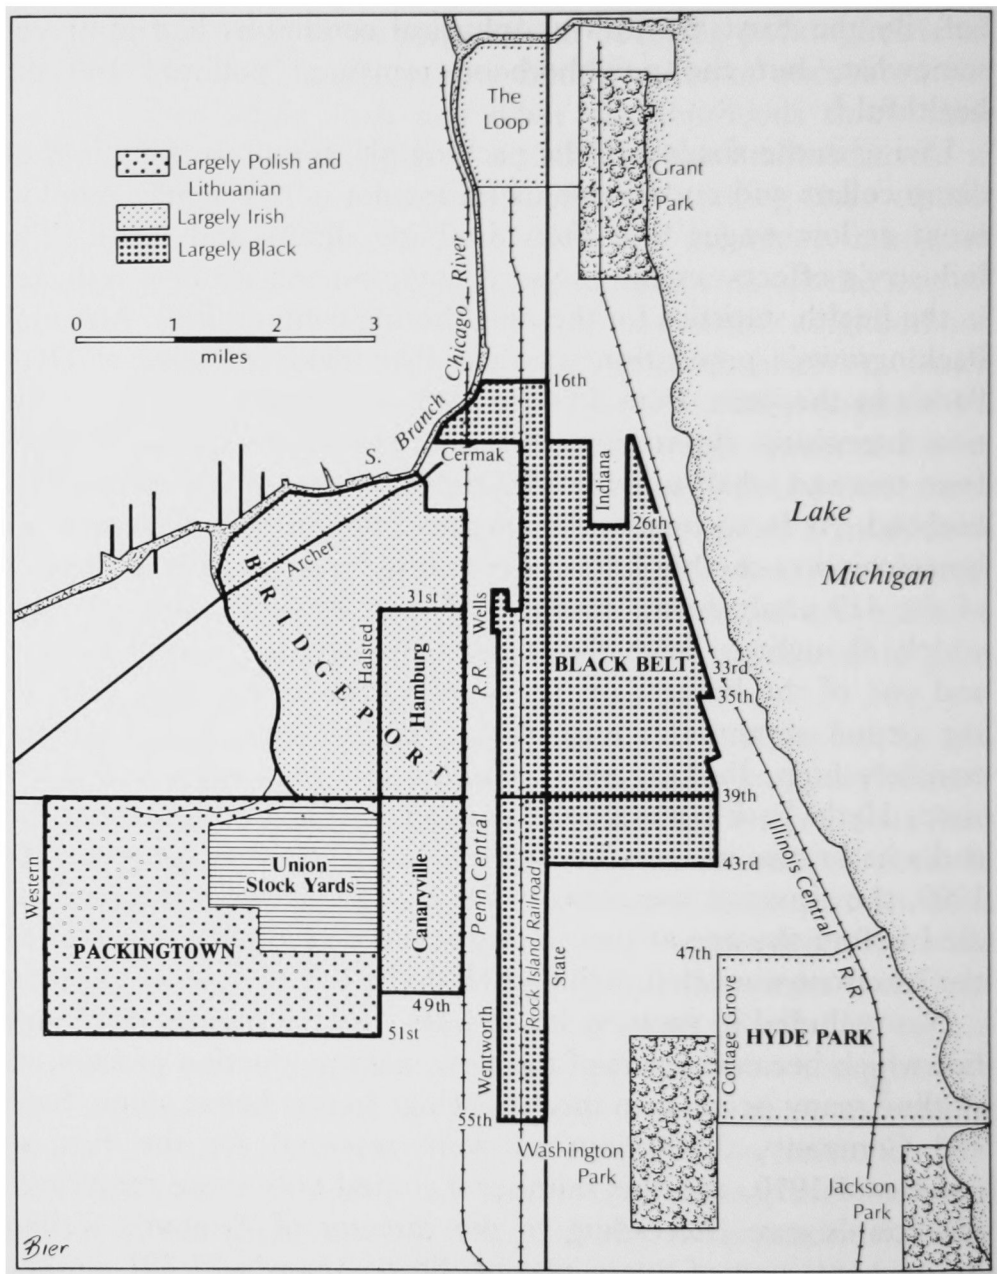 The
Loop
Largely Polish and
Lithuanian
Largely Irish
Largely Black
0 1 2 3
miles
Grant
Park
S. Branch Chicago River
16th
Cermak
Indiana
26th
Lake
Michigan
Archer
BRIDGEPORT
31st
Halsted
Hamburg
Wells
R.R.
BLACK BELT
33rd
35th
39th
43rd
Illinois Central RR
Western
Union
Stock Yards
PACKINGTOWN
Canaryville
Penn Central
Rock Island Railroad
State
47th
49th
51st
Wentworth
Cottage Grove
HYDE PARK
55th
Washington
Park
Jackson
Park
Bier